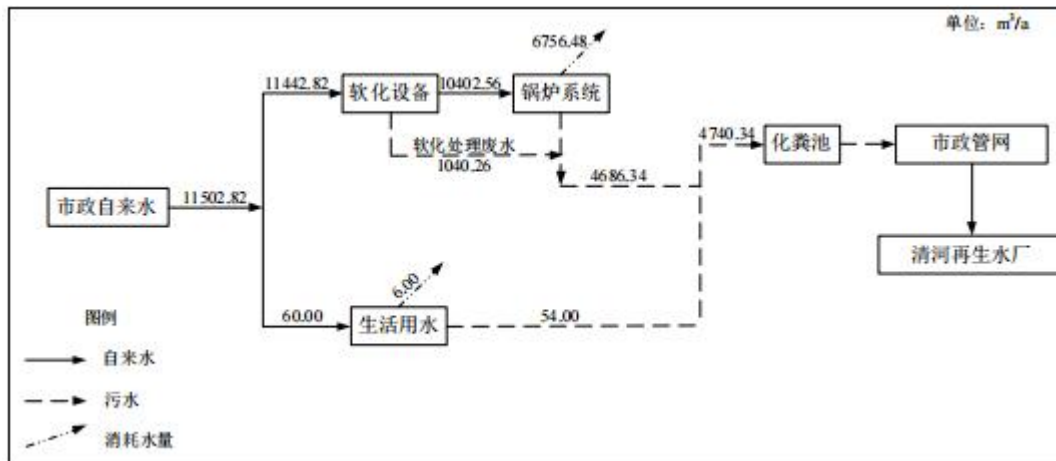 单位：m³/a
6756.48
11442.82
软化设备
10402.56
锅炉系统
软化处理废水
1040.26
4686.34
4740.34
化粪池
市政管网
市政自来水
11502.82
清河再生水厂
6.00
60.00
生活用水
54.00
图例
自来水
污水
消耗水量